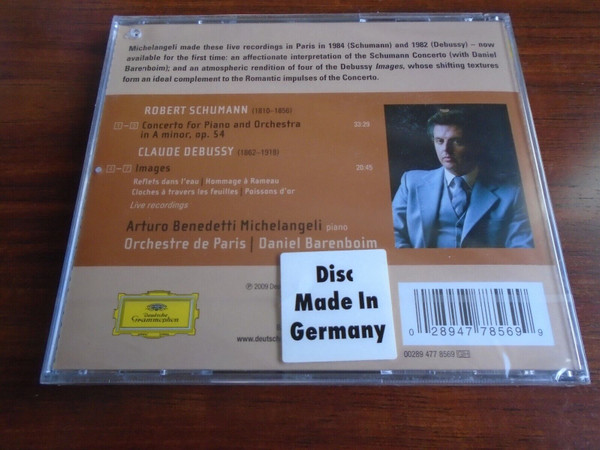 Michelangeli made these live recordings in Paris in 1984 (Schumann) and 1982 (Debussy) – now
available for the first time: an affectionate interpretation of the Schumann Concerto (with Daniel
Barenboim); and an atmospheric rendition of four of the Debussy Images, whose shifting textures
form an ideal complement to the Romantic impulses of the Concerto.
ROBERT SCHUMANN (1810–1856)
1–3 Concerto for Piano and Orchestra
in A minor, op. 54
CLAUDE DEBUSSY (1862–1918)
Images 20:49
Reflets dans l'eau | Hommage à Rameau
Cloches à travers les feuilles | Poissons d'or
Live recordings
Arturo Benedetti Michelangeli piano
Orchestre de Paris | Daniel Barenboim
Disc
Made In
Germany
Deutsche
Grammophon
0 28947 78569 9
00289 477 8569